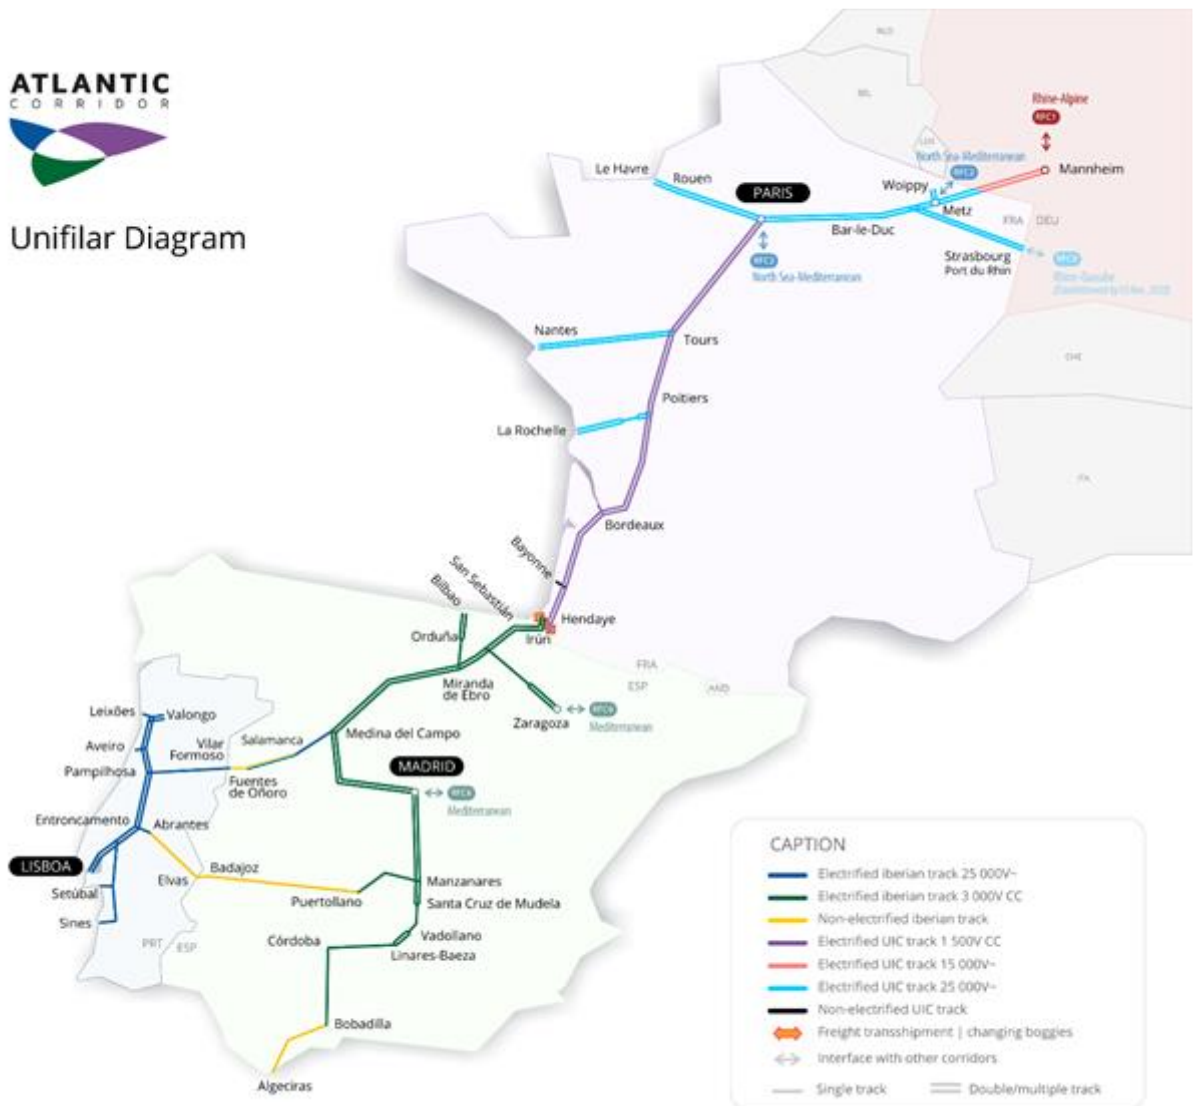 ATLANTIC
CORRIDOR
Unifilar Diagram
NLD
BEL
LUX
Rhine-Alpine
RFC1
North Sea-Mediterranean
RFC2
Mannheim
Woippy
Metz
FRA
DEU
Le Havre
Rouen
PARIS
Bar-le-Duc
Strasbourg
Port du Rhin
RFC2
North Sea-Mediterranean
Nantes
Tours
CHE
Poitiers
La Rochelle
ITA
Bordeaux
Bayonne
San Sebastián
Bilbao
Hendaye
Orduña
Irún
FRA
ESP
AND
Miranda
de Ebro
Zaragoza
RFC6
Mediterranean
Leixões
Valongo
Aveiro
Vilar
Formoso
Salamanca
Medina del Campo
Pampilhosa
Fuentes
de Oñoro
MADRID
RFC6
Mediterranean
Entroncamento
Abrantes
LISBOA
Elvas
Badajoz
Setúbal
Puertollano
Manzanares
Santa Cruz de Mudela
Sines
PRT
ESP
Córdoba
Vadollano
Linares-Baeza
Bobadilla
Algeciras
CAPTION
Electrified iberian track 25 000V~
Electrified iberian track 3 000V CC
Non-electrified iberian track
Electrified UIC track 1 500V CC
Electrified UIC track 15 000V~
Electrified UIC track 25 000V~
Non-electrified UIC track
Freight transshipment | changing boggies
Interface with other corridors
Single track
Double/multiple track